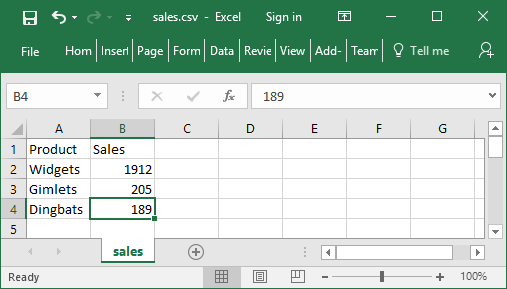 sales.csv - Excel Sign in
File Hom Insert Page Form Data Revie View Add- Team Tell me
B4 fx 189
A B C D E F G
1 Product Sales
2 Widgets 1912
3 Gimlets 205
4 Dingbats 189
5
sales
Ready 100%